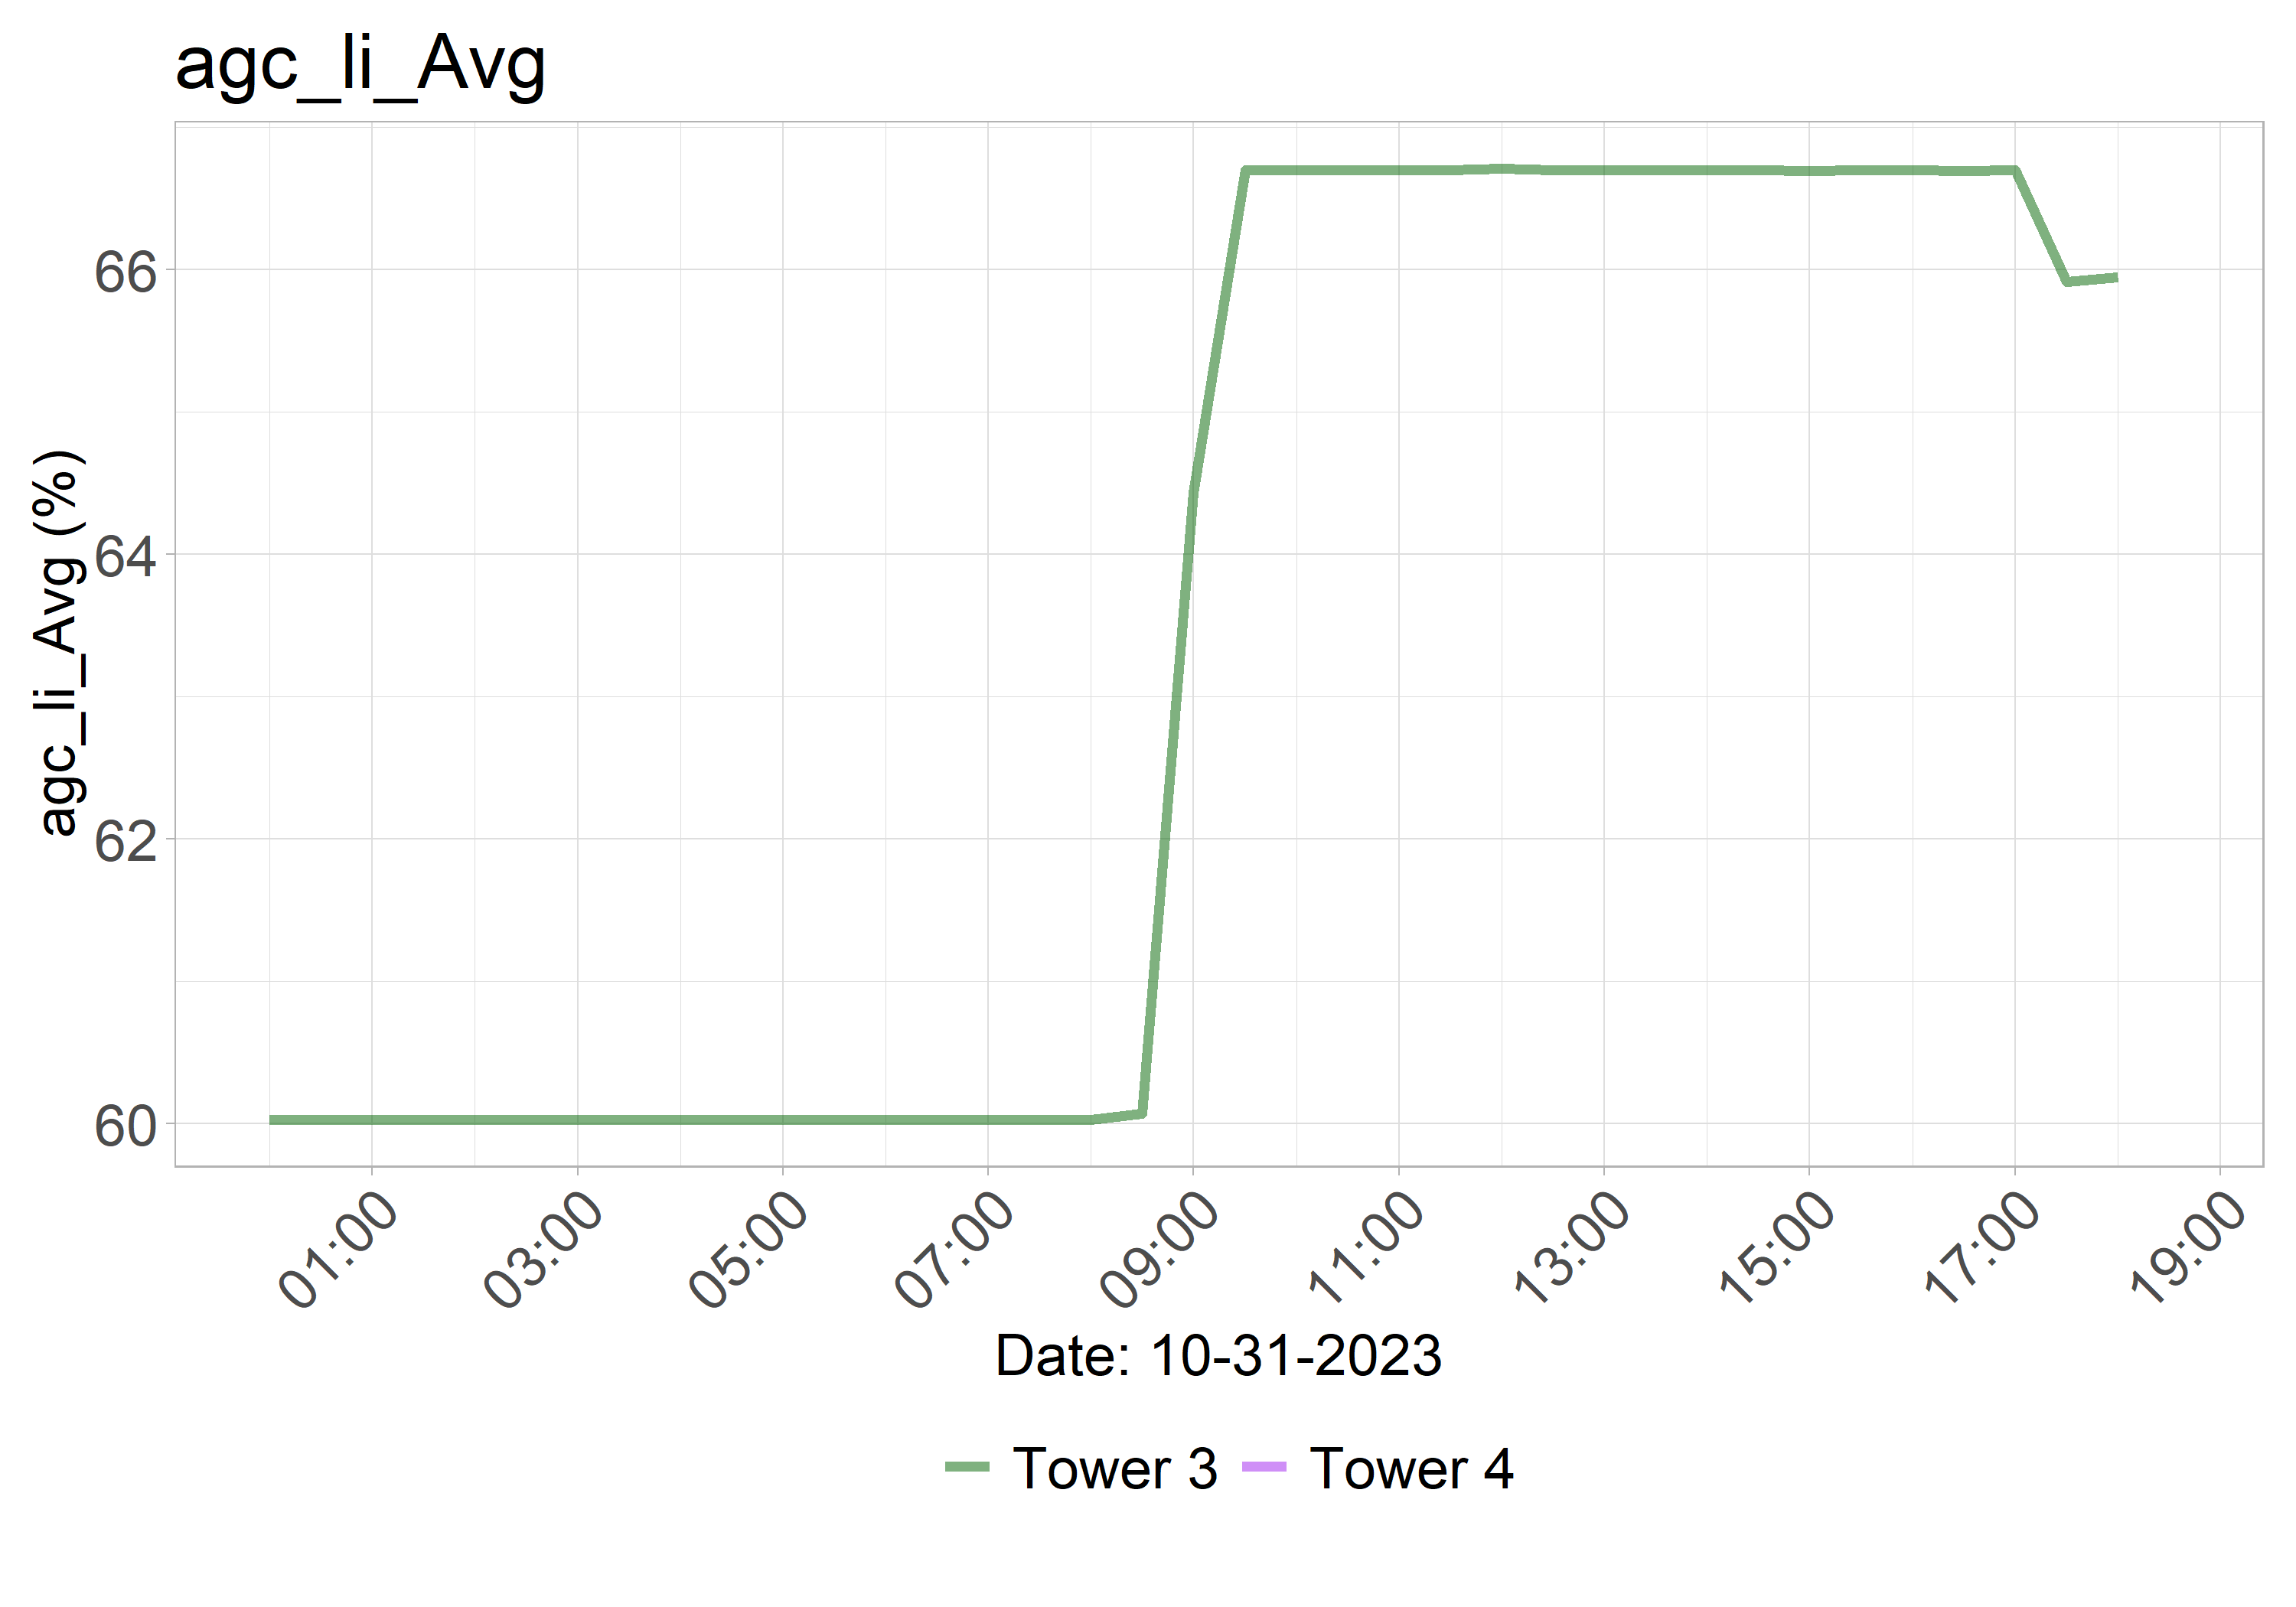 agc_li_Avg
agc_li_Avg (%)
66
64
62
60
01:00 03:00 05:00 07:00 09:00 11:00 13:00 15:00 17:00 19:00
Date: 10-31-2023
Tower 3 Tower 4